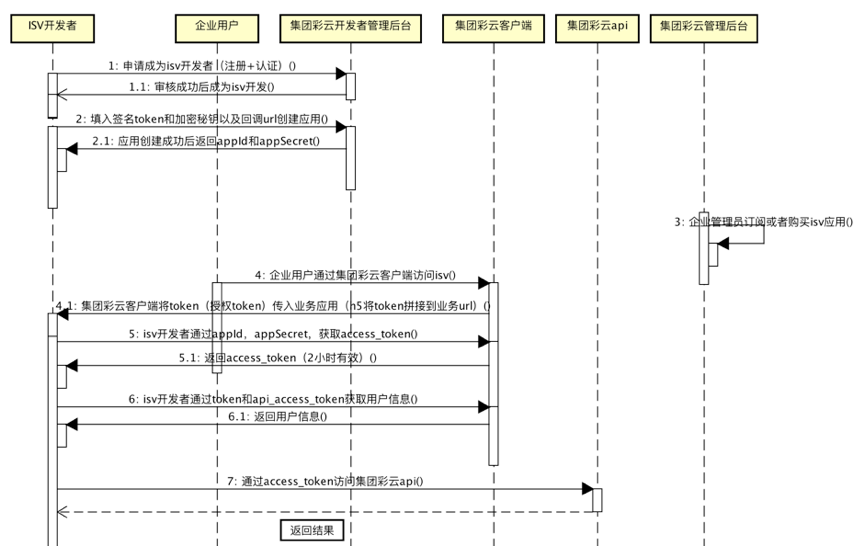 ISV开发者
企业用户
集团彩云开发者管理后台
集团彩云客户端
集团彩云api
集团彩云管理后台
1: 申请成为isv开发者（注册+认证）()
1.1: 审核成功后成为isv开发()
2: 填入签名token和加密秘钥以及回调url创建应用()
2.1: 应用创建成功后返回appId和appSecret()
3: 企业管理员订阅或者购买isv应用()
4: 企业用户通过集团彩云客户端访问isv()
4.1: 集团彩云客户端将token（授权token）传入业务应用（h5将token拼接到业务url）()
5: isv开发者通过appId，appSecret，获取access_token()
5.1: 返回access_token（2小时有效）()
6: isv开发者通过token和api_access_token获取用户信息()
6.1: 返回用户信息()
7: 通过access_token访问集团彩云api()
返回结果